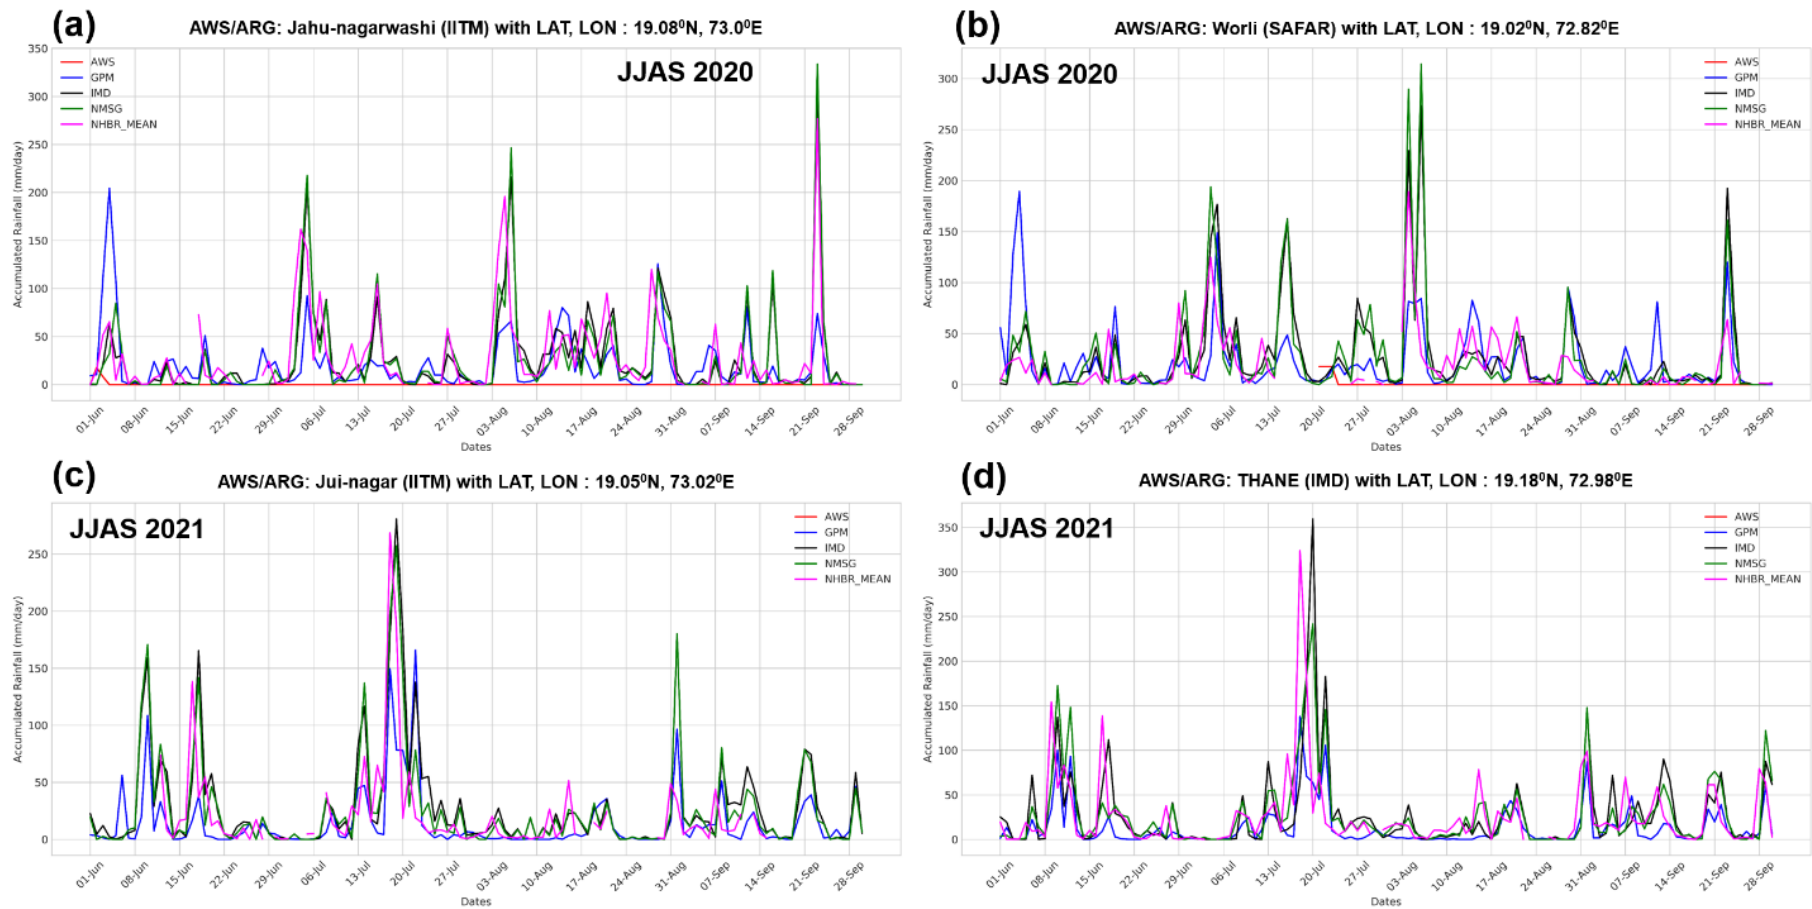 (a)
AWS/ARG: Jahu-nagarwashi (IITM) with LAT, LON : 19.08⁰N, 73.0⁰E
JJAS 2020
AWS
GPM
IMD
NMSG
NHBR_MEAN
Accumulated Rainfall (mm/day)
350
300
250
200
150
100
50
0
01-Jun 08-Jun 15-Jun 22-Jun 29-Jun 06-Jul 13-Jul 20-Jul 27-Jul 03-Aug 10-Aug 17-Aug 24-Aug 31-Aug 07-Sep 14-Sep 21-Sep 28-Sep
Dates
(b)
AWS/ARG: Worli (SAFAR) with LAT, LON : 19.02⁰N, 72.82⁰E
JJAS 2020
AWS
GPM
IMD
NMSG
NHBR_MEAN
Accumulated Rainfall (mm/day)
300
250
200
150
100
50
0
01-Jun 08-Jun 15-Jun 22-Jun 29-Jun 06-Jul 13-Jul 20-Jul 27-Jul 03-Aug 10-Aug 17-Aug 24-Aug 31-Aug 07-Sep 14-Sep 21-Sep 28-Sep
Dates
(c)
AWS/ARG: Jui-nagar (IITM) with LAT, LON : 19.05⁰N, 73.02⁰E
JJAS 2021
AWS
GPM
IMD
NMSG
NHBR_MEAN
Accumulated Rainfall (mm/day)
250
200
150
100
50
0
01-Jun 08-Jun 15-Jun 22-Jun 29-Jun 06-Jul 13-Jul 20-Jul 27-Jul 03-Aug 10-Aug 17-Aug 24-Aug 31-Aug 07-Sep 14-Sep 21-Sep 28-Sep
Dates
(d)
AWS/ARG: THANE (IMD) with LAT, LON : 19.18⁰N, 72.98⁰E
JJAS 2021
AWS
GPM
IMD
NMSG
NHBR_MEAN
Accumulated Rainfall (mm/day)
350
300
250
200
150
100
50
0
01-Jun 08-Jun 15-Jun 22-Jun 29-Jun 06-Jul 13-Jul 20-Jul 27-Jul 03-Aug 10-Aug 17-Aug 24-Aug 31-Aug 07-Sep 14-Sep 21-Sep 28-Sep
Dates